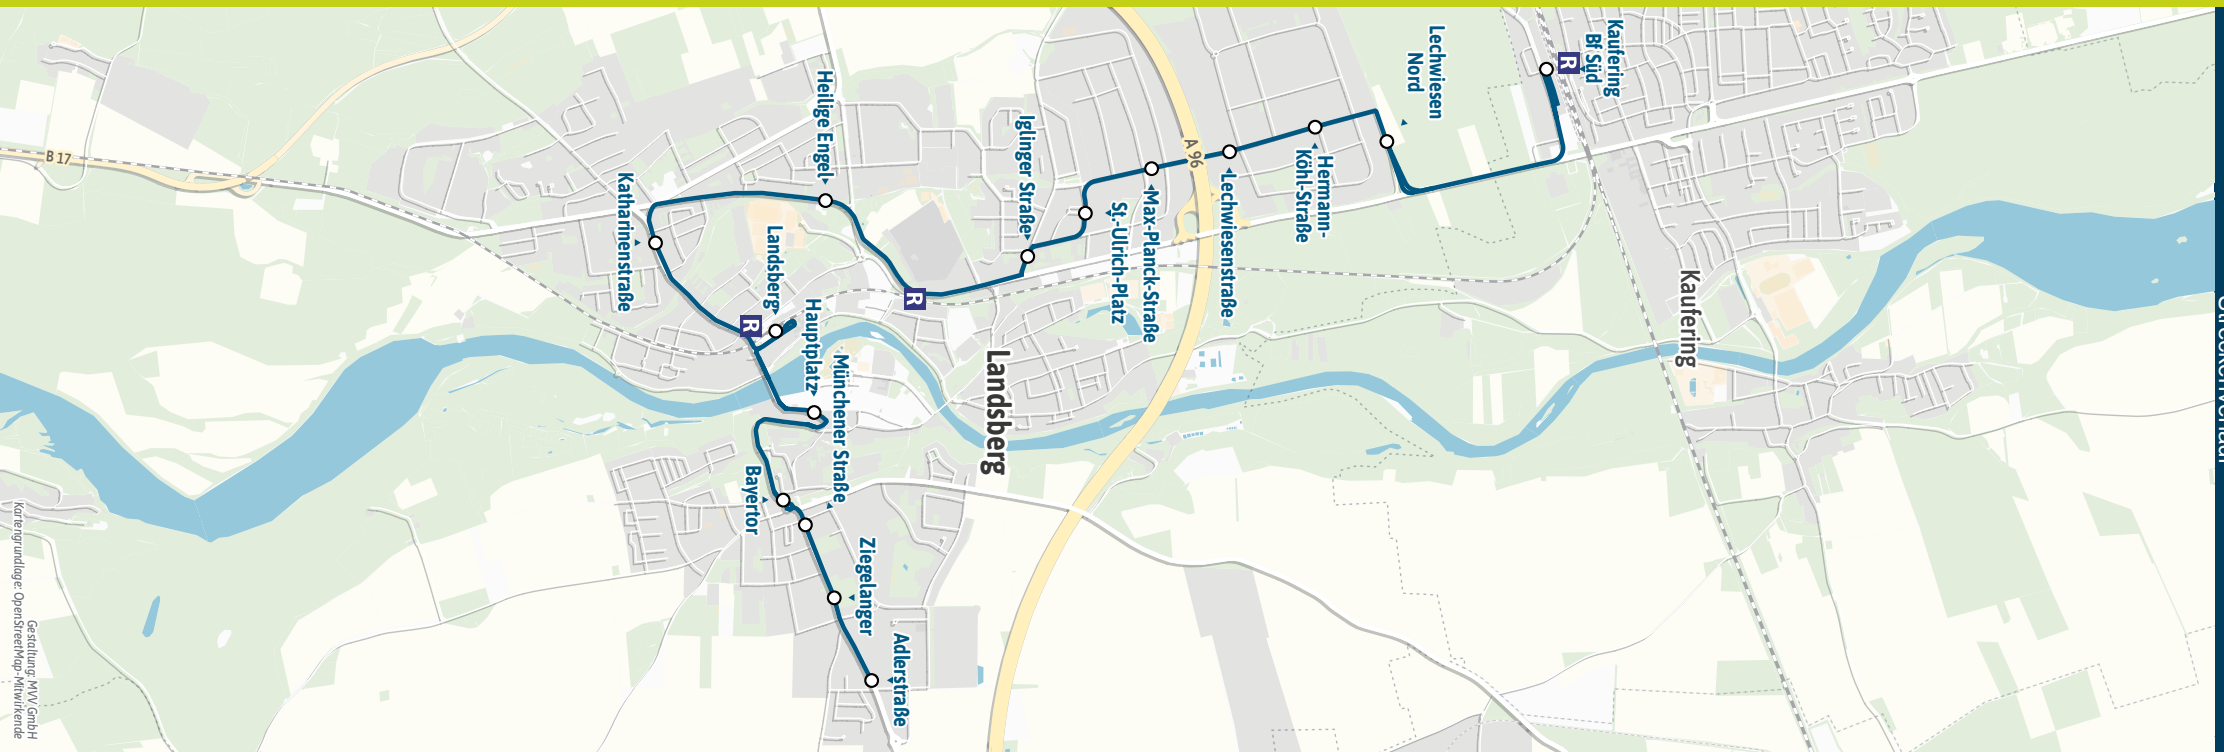 Kaufering
Bf Süd
R
Lechwiesen
Nord
Hermann-
Köhl-Straße
Lechwiesenstraße
A 96
Max-Planck-Straße
St.-Ulrich-Platz
Iglinger Straße
R
Heilige Engel
Katharinenstraße
Landsberg
R
Hauptplatz
Münchener Straße
Bayertor
Ziegelanger
Adlerstraße
Landsberg
Kaufering
B 17
Gestaltung: MVV GmbH
Kartengrundlage: OpenStreetMap-Mitwirkende